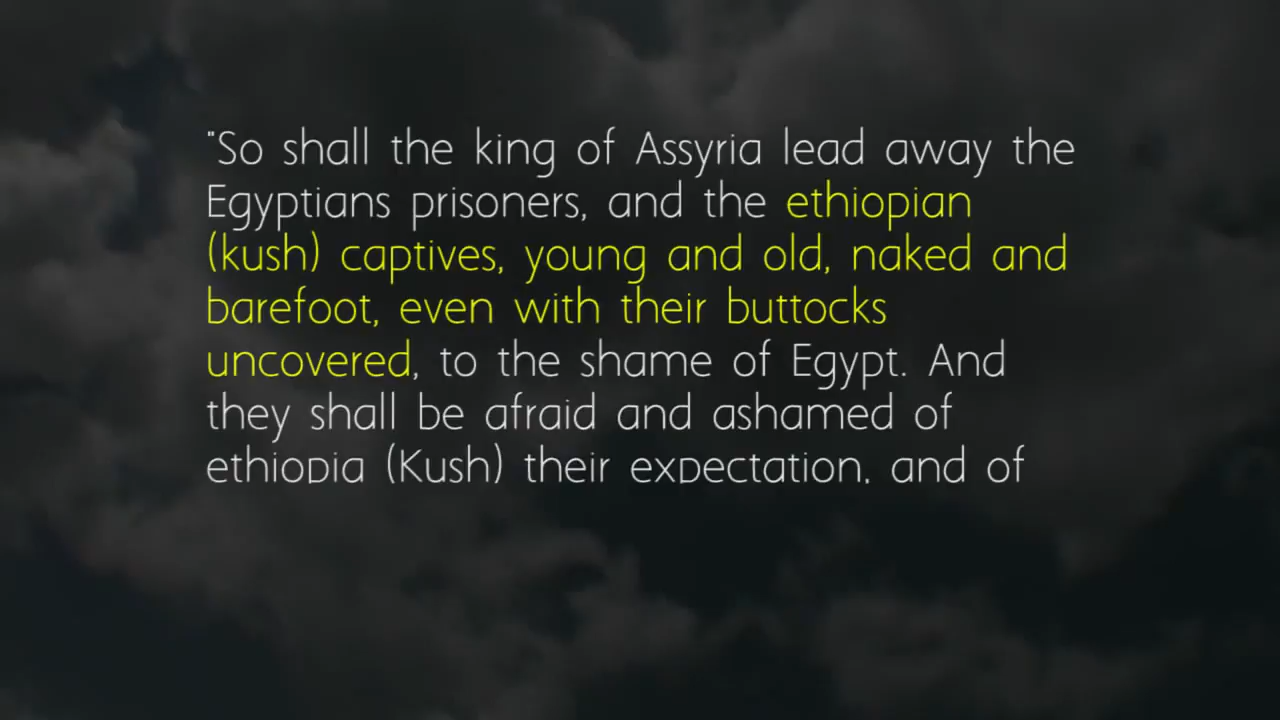 "So shall the king of Assyria lead away the
Egyptians prisoners, and the ethiopian
(kush) captives, young and old, naked and
barefoot, even with their buttocks
uncovered, to the shame of Egypt. And
they shall be afraid and ashamed of
ethiopia (Kush) their expectation, and of